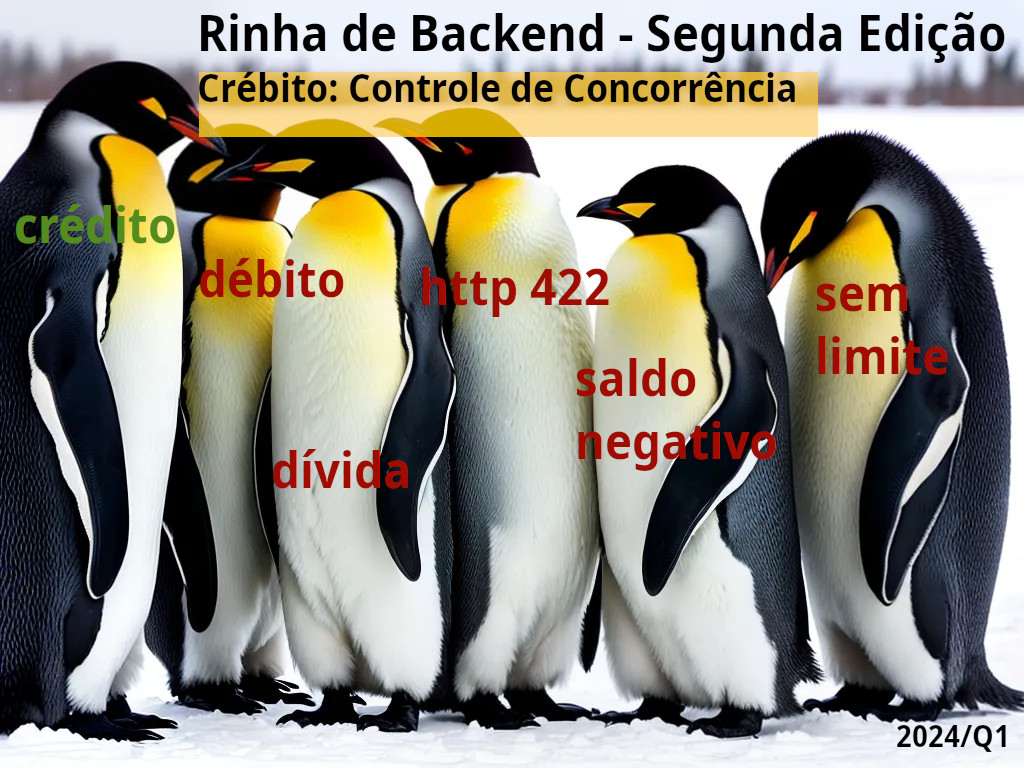 Rinha de Backend - Segunda Edição
Crébito: Controle de Concorrência
crédito
débito
http 422
sem
limite
saldo
negativo
dívida
2024/Q1